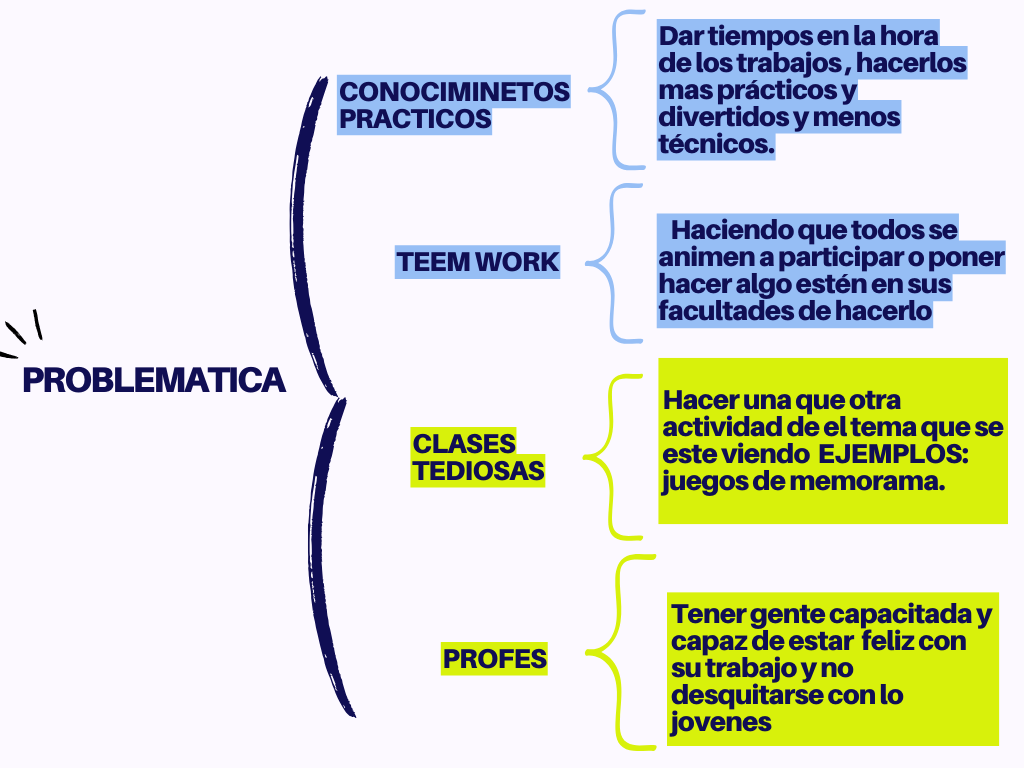 PROBLEMATICA
CONOCIMINETOS
PRACTICOS
Dar tiempos en la hora
de los trabajos , hacerlos
mas prácticos y
divertidos y menos
técnicos.
TEEM WORK
Haciendo que todos se
animen a participar o poner
hacer algo estén en sus
facultades de hacerlo
CLASES
TEDIOSAS
Hacer una que otra
actividad de el tema que se
este viendo EJEMPLOS:
juegos de memorama.
PROFES
Tener gente capacitada y
capaz de estar feliz con
su trabajo y no
desquitarse con lo
jovenes